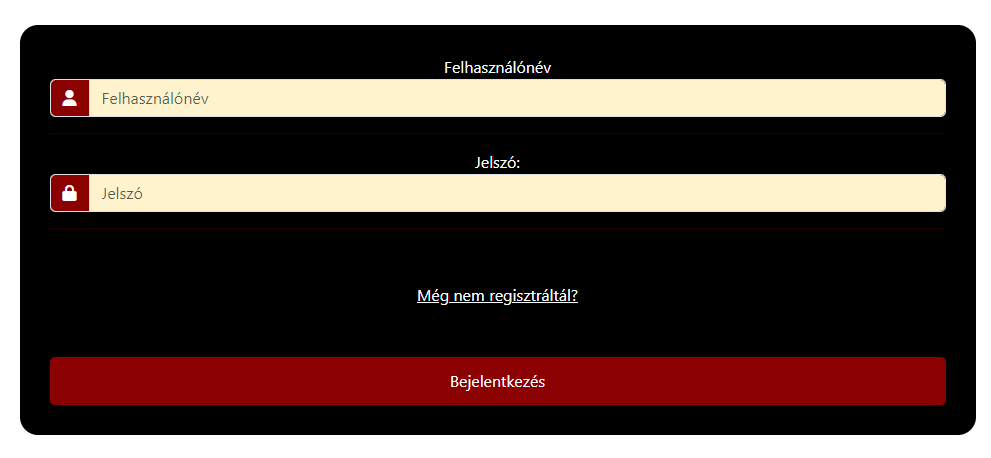 Felhasználónév
Felhasználónév
Jelszó:
Jelszó
Még nem regisztráltál?
Bejelentkezés